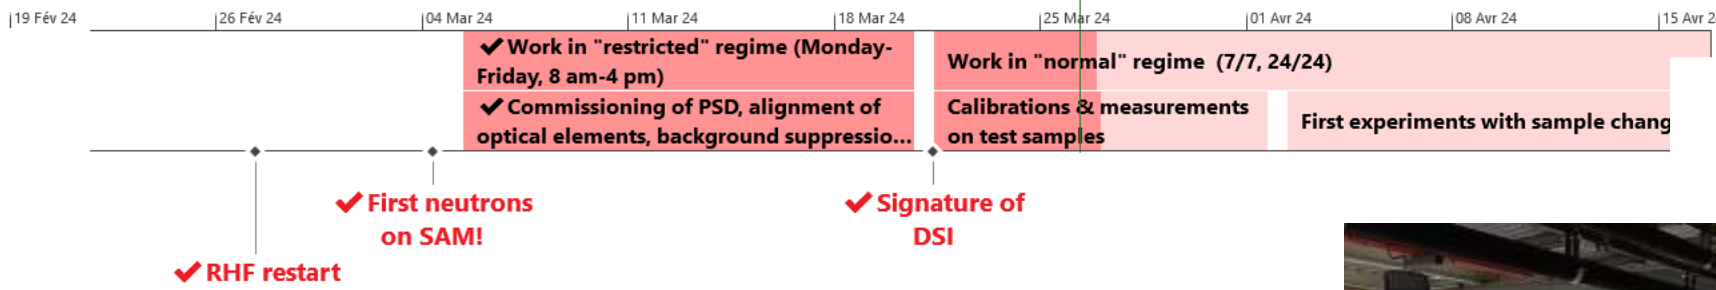 19 Fév 24
26 Fév 24
04 Mar 24
11 Mar 24
18 Mar 24
25 Mar 24
01 Avr 24
08 Avr 24
15 Avr 2
✔ Work in "restricted" regime (Monday-
Friday, 8 am-4 pm)
Work in "normal" regime (7/7, 24/24)
✔ Commissioning of PSD, alignment of
optical elements, background suppressio...
Calibrations & measurements
on test samples
First experiments with sample chang
✔ First neutrons
on SAM!
✔ Signature of
DSI
✔ RHF restart